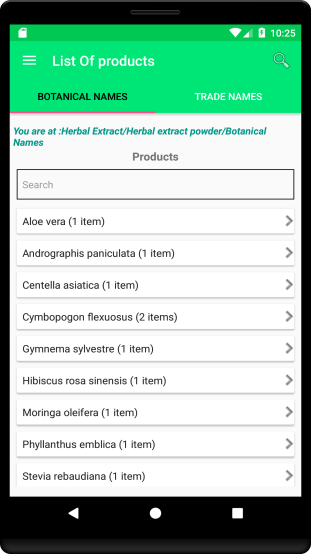 10:25
List Of products
BOTANICAL NAMES
TRADE NAMES
You are at :Herbal Extract/Herbal extract powder/Botanical
Names
Products
Search
Aloe vera (1 item)
Andrographis paniculata (1 item)
Centella asiatica (1 item)
Cymbopogon flexuosus (2 items)
Gymnema sylvestre (1 item)
Hibiscus rosa sinensis (1 item)
Moringa oleifera (1 item)
Phyllanthus emblica (1 item)
Stevia rebaudiana (1 item)